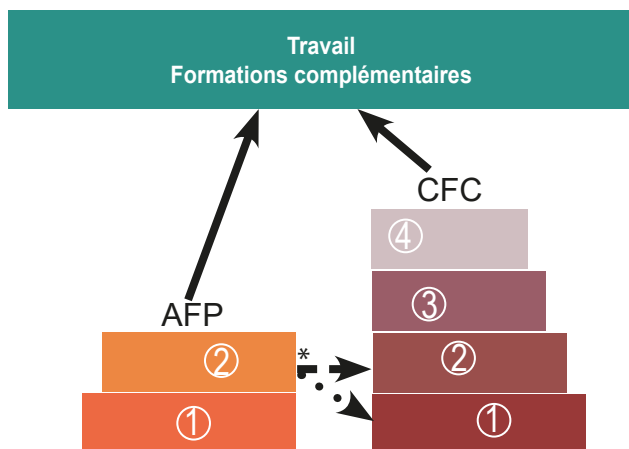 Travail
Formations complémentaires
CFC
④
③
AFP
② * ②
① ①